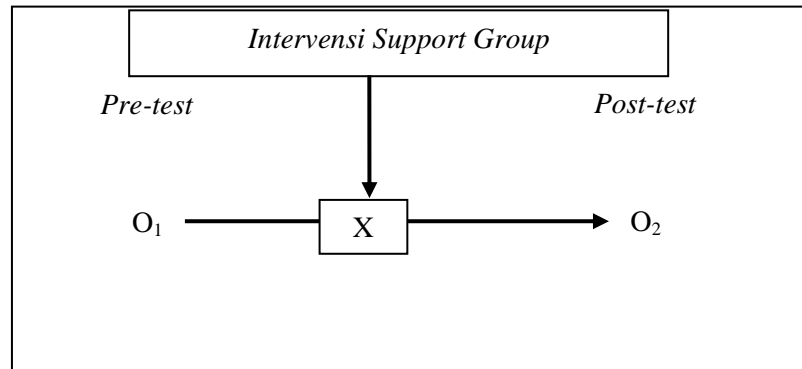 Intervensi Support Group
Pre-test Post-test
O₁ X O₂